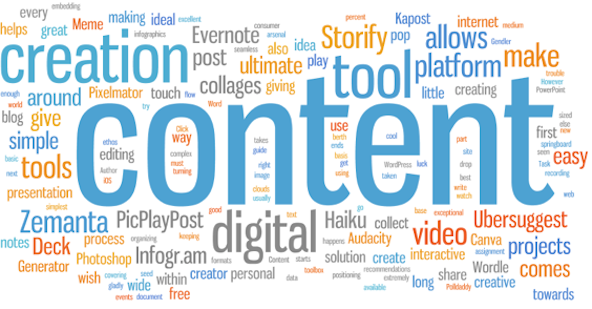 every embedding making ideal excellent consumer percent Kapost internet medium
helps great Meme infographics Evernote arsenal Storify pop allows Gendler
creation post seamless also idea play tool platform make trouble
enough Pixelmator collages ultimate giving little creating However PowerPoint
world around touch flow Word
blog give try content sized else new
simple ethos Click way takes use berth cool part first
basic tools editing complex guide ends WordPress luck site seen springboard easy
next Author iOS must turning right image basis get using taken drop best Task recording
presentation clouds usually write watch web
simplest good text go base exceptional
Zemanta PicPlayPost digital Haiku collect video Ubersuggest
notes Deck process organizing keeping happens Audacity Canva assignment projects
Generator Photoshop Infogr.am formats Content starts solution create interactive Wordle comes
wish covering seed within creator personal data toolbox positioning recommendations extremely long share creative
gladly wide free available Polldaddy towards
events document